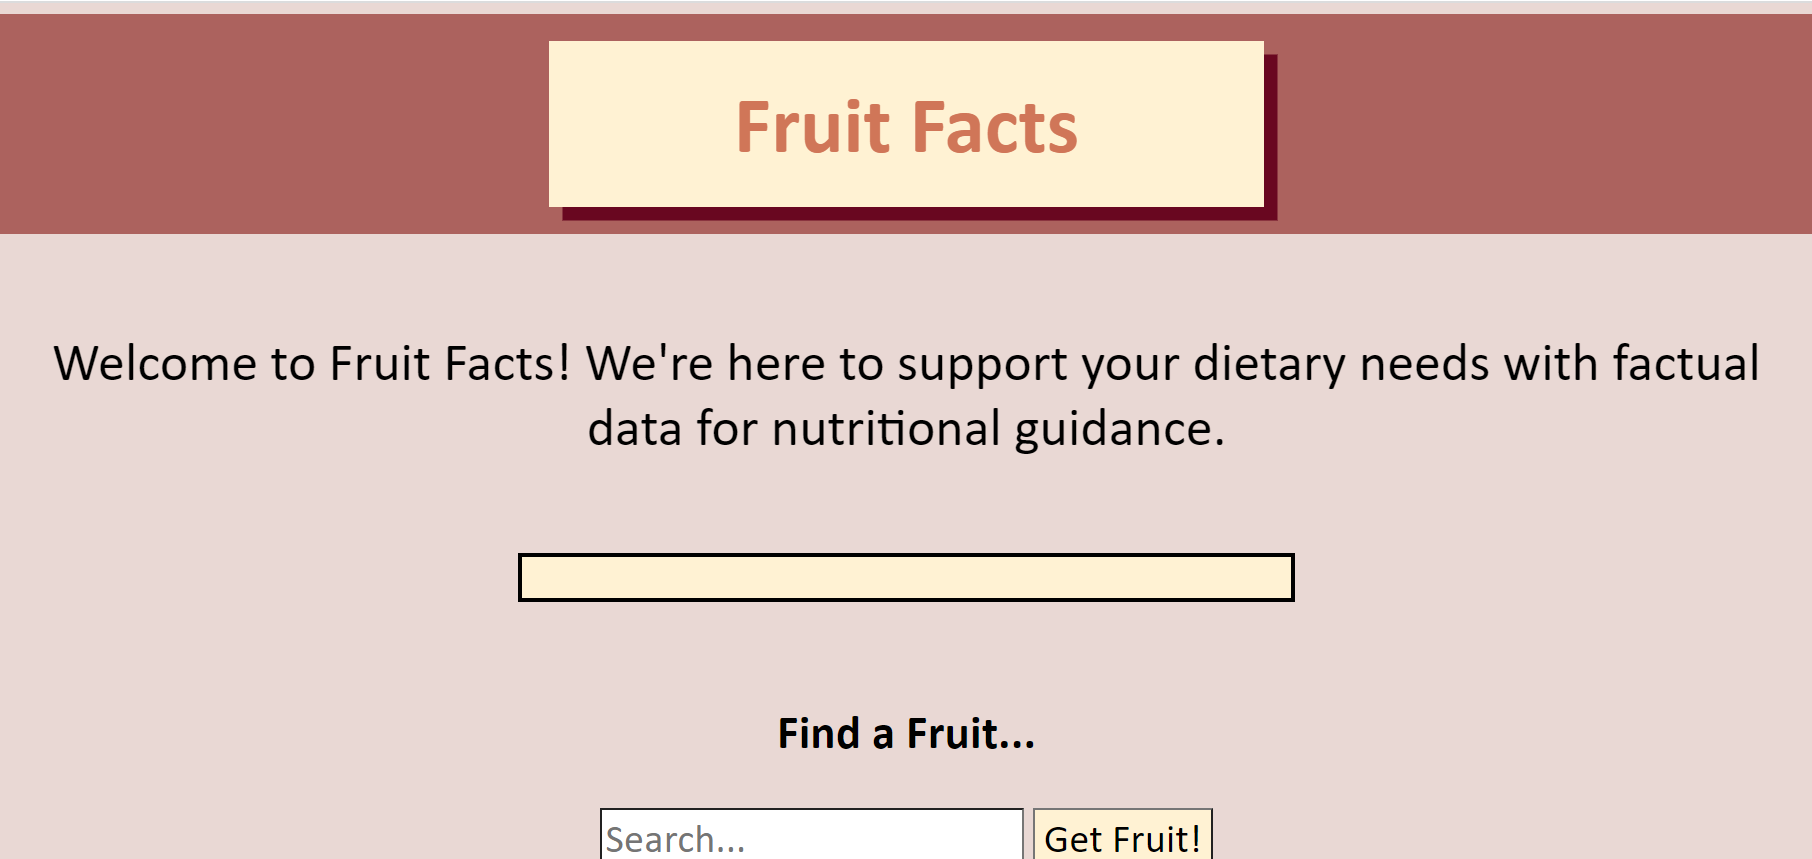 Fruit Facts
Welcome to Fruit Facts! We're here to support your dietary needs with factual
data for nutritional guidance.
Find a Fruit...
Search...
Get Fruit!